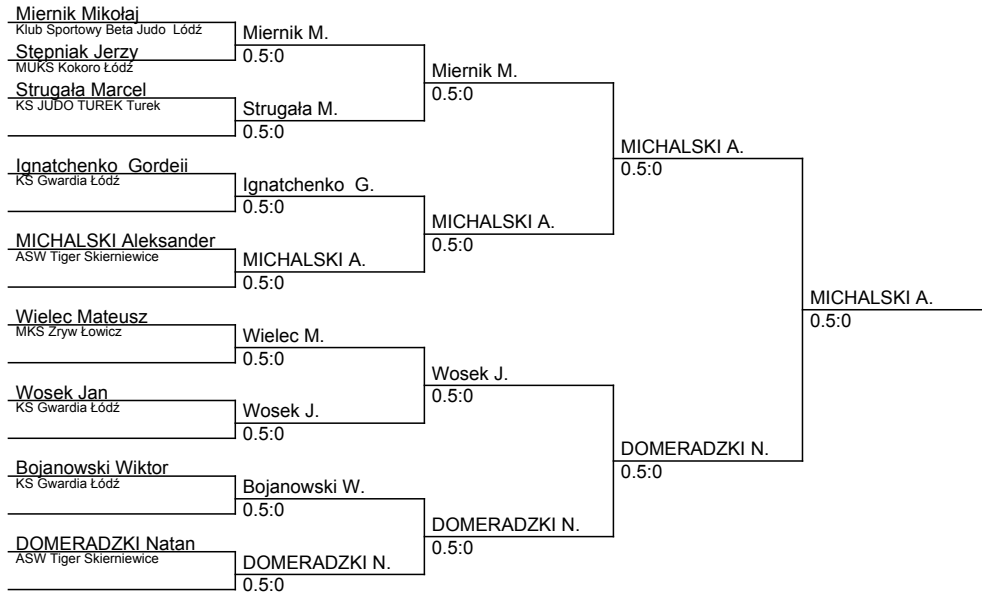 Miernik Mikołaj
Klub Sportowy Beta Judo  Lódź
Stępniak Jerzy
MUKS Kokoro Łódź
Strugała Marcel
KS JUDO TUREK Turek
Ignatchenko  Gordeii
KS Gwardia Łódź
MICHALSKI Aleksander
ASW Tiger Skierniewice
Wielec Mateusz
MKS Zryw Łowicz
Wosek Jan
KS Gwardia Łódź
Bojanowski Wiktor
KS Gwardia Łódź
DOMERADZKI Natan
ASW Tiger Skierniewice
Miernik M.
0.5:0
Strugała M.
0.5:0
Ignatchenko  G.
0.5:0
MICHALSKI A.
0.5:0
Wielec M.
0.5:0
Wosek J.
0.5:0
Bojanowski W.
0.5:0
DOMERADZKI N.
0.5:0
Miernik M.
0.5:0
MICHALSKI A.
0.5:0
Wosek J.
0.5:0
DOMERADZKI N.
0.5:0
MICHALSKI A.
0.5:0
DOMERADZKI N.
0.5:0
MICHALSKI A.
0.5:0